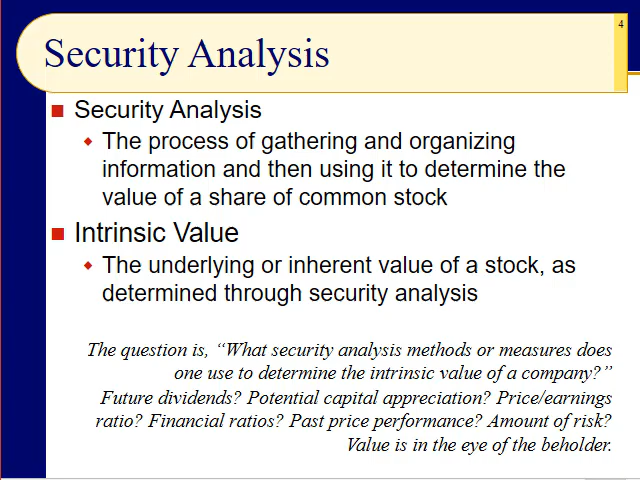 4
Security Analysis
Security Analysis
The process of gathering and organizing
information and then using it to determine the
value of a share of common stock
Intrinsic Value
The underlying or inherent value of a stock, as
determined through security analysis
The question is, “What security analysis methods or measures does
one use to determine the intrinsic value of a company?”
Future dividends? Potential capital appreciation? Price/earnings
ratio? Financial ratios? Past price performance? Amount of risk?
Value is in the eye of the beholder.